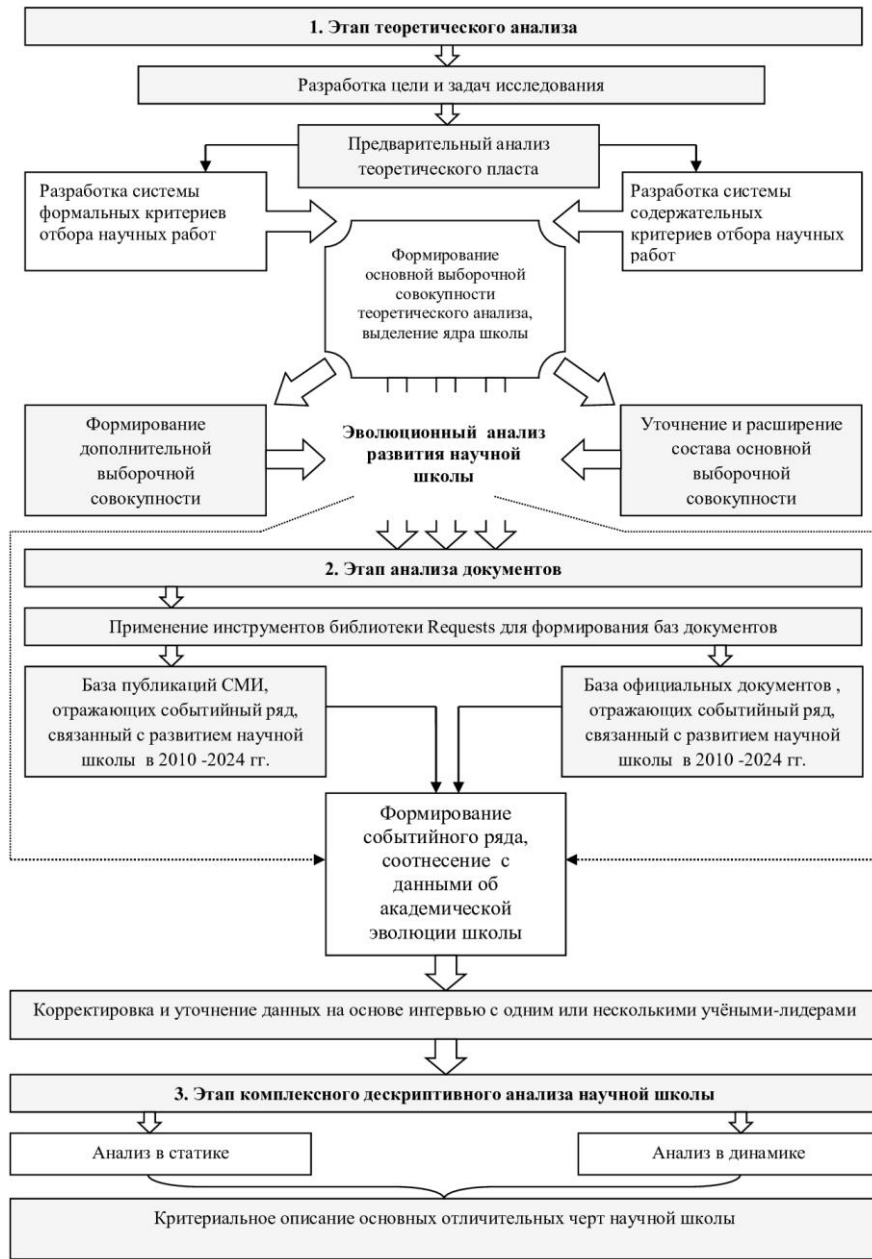 1. Этап теоретического анализа
Разработка цели и задач исследования
Предварительный анализ
теоретического пласта
Разработка системы
формальных критериев
отбора научных работ
Разработка системы
содержательных
критериев отбора научных
работ
Формирование
основной выборочной
совокупности
теоретического анализа,
выделение ядра школы
Формирование
дополнительной
выборочной
совокупности
Эволюционный анализ
развития научной
школы
Уточнение и расширение
состава основной
выборочной
совокупности
2. Этап анализа документов
Применение инструментов библиотеки Requests для формирования баз документов
База публикаций СМИ,
отражающих событийный ряд,
связанный с развитием научной
школы в 2010 -2024 гг.
База официальных документов ,
отражающих событийный ряд,
связанный с развитием научной
школы в 2010 -2024 гг.
Формирование
событийного ряда,
соотнесение с
данными об
академической
эволюции школы
Корректировка и уточнение данных на основе интервью с одним или несколькими учёными-лидерами
3. Этап комплексного дескриптивного анализа научной школы
Анализ в статике
Анализ в динамике
Критериальное описание основных отличительных черт научной школы